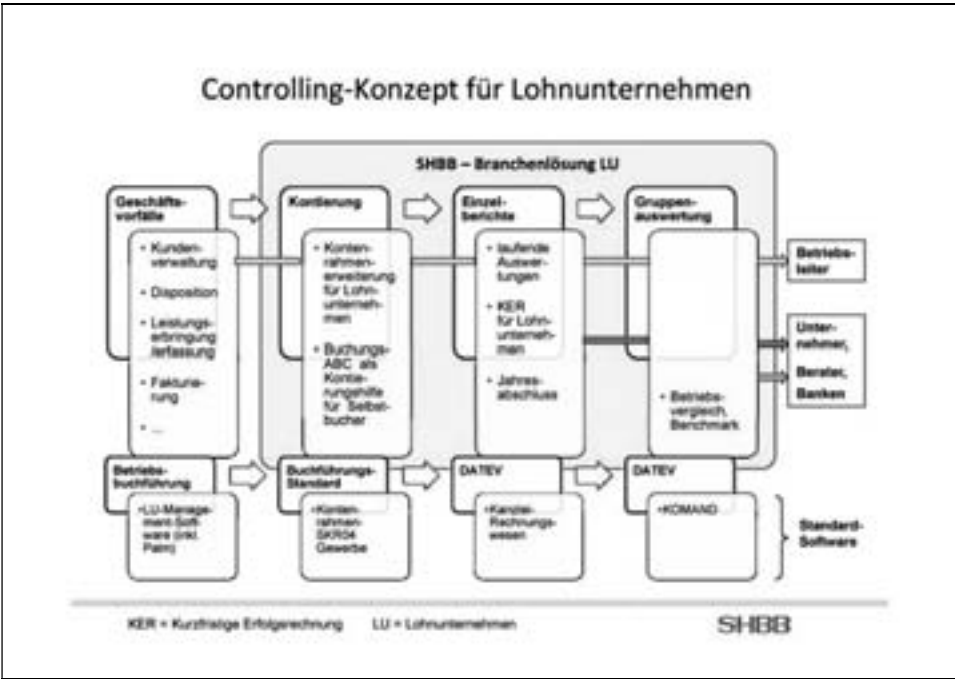 Controlling-Konzept für Lohnunternehmen
SHBB – Branchenlösung LU
Geschäfts-
vorfälle
• Kunden-
verwaltung
• Disposition
• Leistungs-
erbringung
/erfassung
• Fakturie-
rung
• ...
Kontierung
• Konten-
rahmen-
erweiterung
für Lohn-
unterneh-
men
• Buchungs-
ABC als
Kontie-
rungshilfe
für Selbst-
bucher
Einzel-
berichte
• laufende
Auswer-
tungen
• KER
für Lohn-
unterneh-
men
• Jahres-
abschluss
Gruppen-
auswertung
• Betriebs-
vergleich,
Benchmark
Betriebs-
leiter
Unter-
nehmer,
Berater,
Banken
Betriebs-
buchführung
•LU-Manage-
ment-Soft-
ware (inkl.
Palm)
Buchführungs-
Standard
•Konten-
rahmen
SKR04
Gewerbe
DATEV
•Kanzlei-
Rechnungs-
wesen
DATEV
•KOMAND
Standard-
Software
KER = Kurzfristige Erfolgsrechnung LU = Lohnunternehmen
SHBB